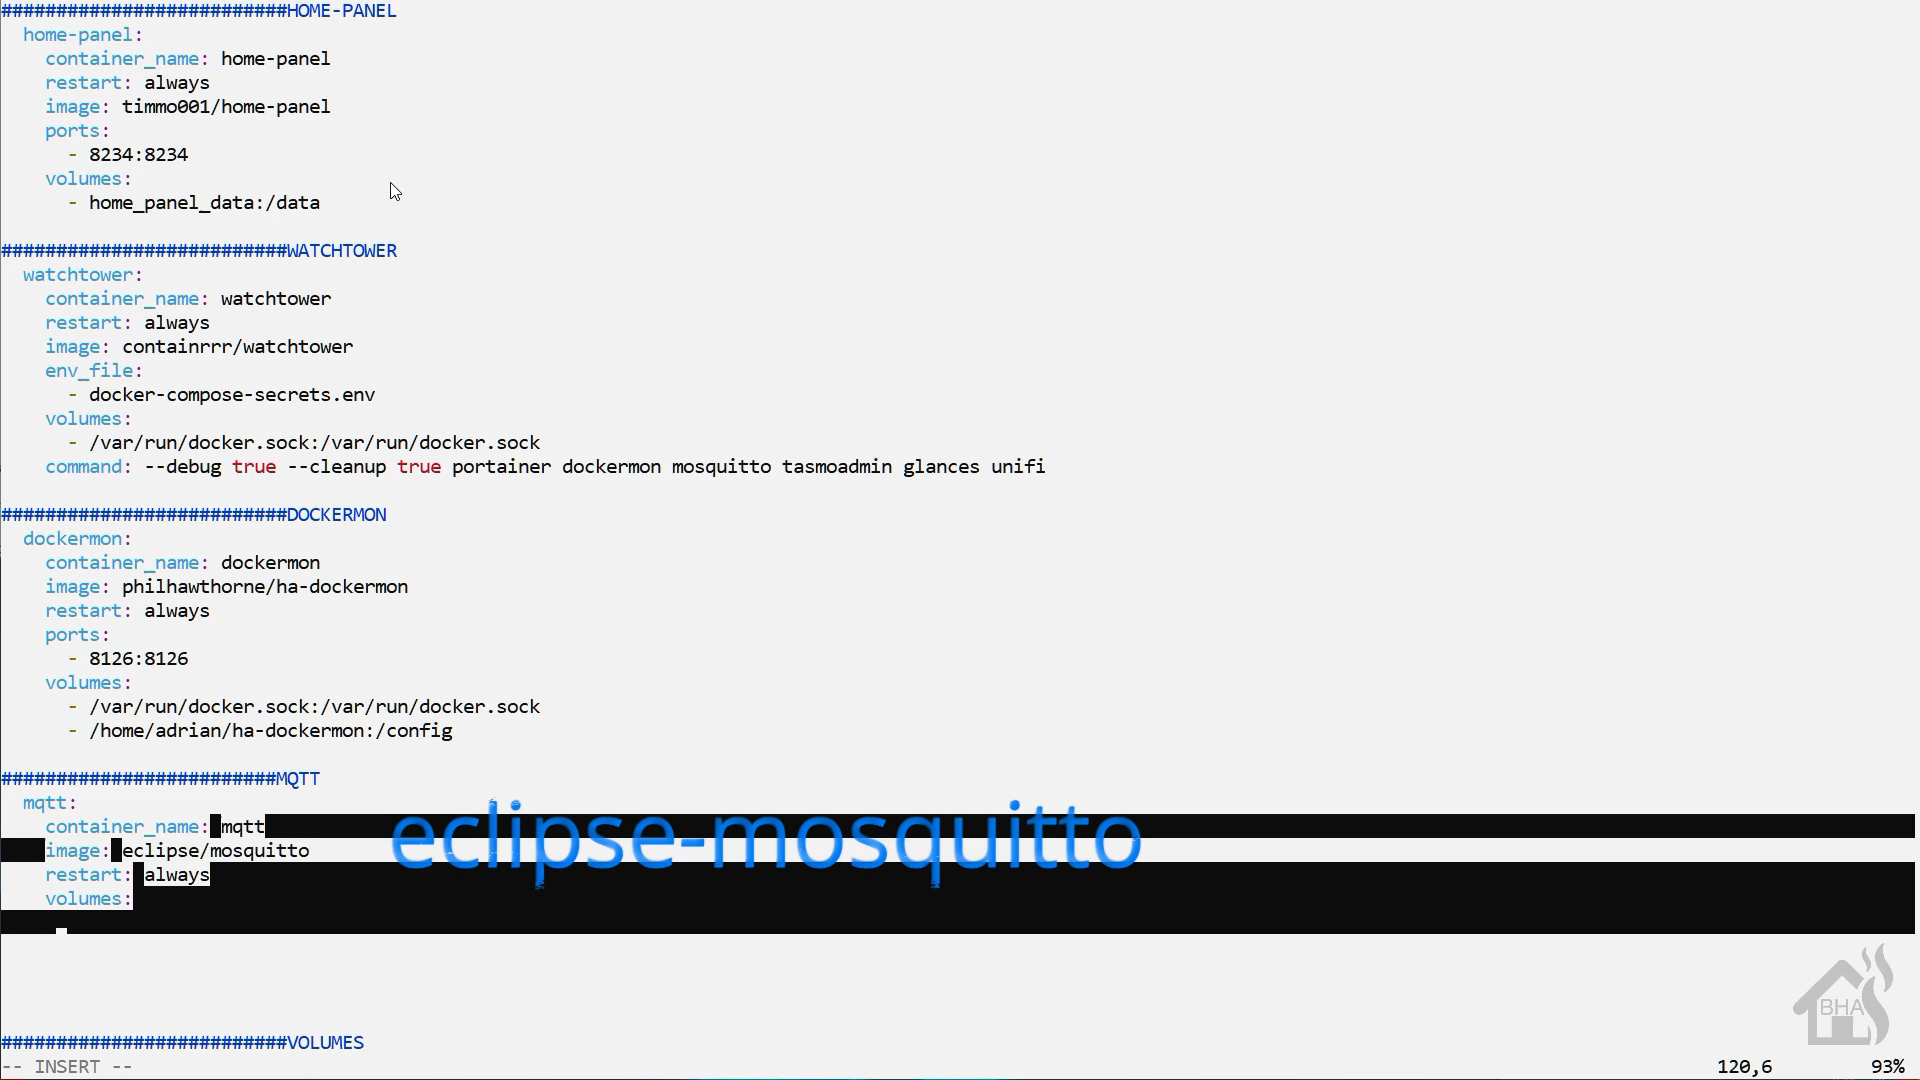 ##########################HOME-PANEL
  home-panel:
    container_name: home-panel
    restart: always
    image: timmo001/home-panel
    ports:
      - 8234:8234
    volumes:
      - home_panel_data:/data

##########################WATCHTOWER
  watchtower:
    container_name: watchtower
    restart: always
    image: containrrr/watchtower
    env_file:
      - docker-compose-secrets.env
    volumes:
      - /var/run/docker.sock:/var/run/docker.sock
    command: --debug true --cleanup true portainer dockermon mosquitto tasmoadmin glances unifi

##########################DOCKERMON
  dockermon:
    container_name: dockermon
    image: philhawthorne/ha-dockermon
    restart: always
    ports:
      - 8126:8126
    volumes:
      - /var/run/docker.sock:/var/run/docker.sock
      - /home/adrian/ha-dockermon:/config

#########################MQTT
  mqtt:
    container_name: mqtt
    image: eclipse/mosquitto
    restart: always
    volumes:
eclipse-mosquitto
BHA
##########################VOLUMES
-- INSERT -- 120,6 93%